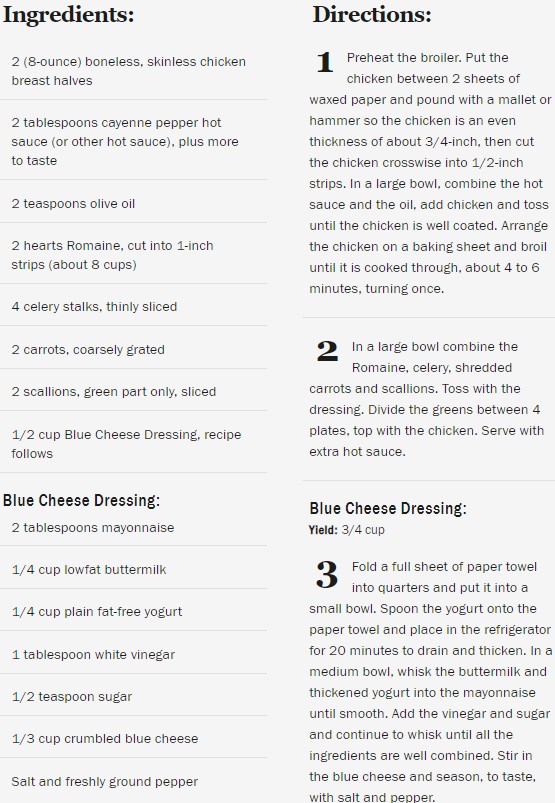 Ingredients:
2 (8-ounce) boneless, skinless chicken
breast halves
2 tablespoons cayenne pepper hot
sauce (or other hot sauce), plus more
to taste
2 teaspoons olive oil
2 hearts Romaine, cut into 1-inch
strips (about 8 cups)
4 celery stalks, thinly sliced
2 carrots, coarsely grated
2 scallions, green part only, sliced
1/2 cup Blue Cheese Dressing, recipe
follows
Blue Cheese Dressing:
2 tablespoons mayonnaise
1/4 cup lowfat buttermilk
1/4 cup plain fat-free yogurt
1 tablespoon white vinegar
1/2 teaspoon sugar
1/3 cup crumbled blue cheese
Salt and freshly ground pepper
Directions:
1 Preheat the broiler. Put the
chicken between 2 sheets of
waxed paper and pound with a mallet or
hammer so the chicken is an even
thickness of about 3/4-inch, then cut
the chicken crosswise into 1/2-inch
strips. In a large bowl, combine the hot
sauce and the oil, add chicken and toss
until the chicken is well coated. Arrange
the chicken on a baking sheet and broil
until it is cooked through, about 4 to 6
minutes, turning once.
2 In a large bowl combine the
Romaine, celery, shredded
carrots and scallions. Toss with the
dressing. Divide the greens between 4
plates, top with the chicken. Serve with
extra hot sauce.
Blue Cheese Dressing:
Yield: 3/4 cup
3 Fold a full sheet of paper towel
into quarters and put it into a
small bowl. Spoon the yogurt onto the
paper towel and place in the refrigerator
for 20 minutes to drain and thicken. In a
medium bowl, whisk the buttermilk and
thickened yogurt into the mayonnaise
until smooth. Add the vinegar and sugar
and continue to whisk until all the
ingredients are well combined. Stir in
the blue cheese and season, to taste,
with salt and pepper.